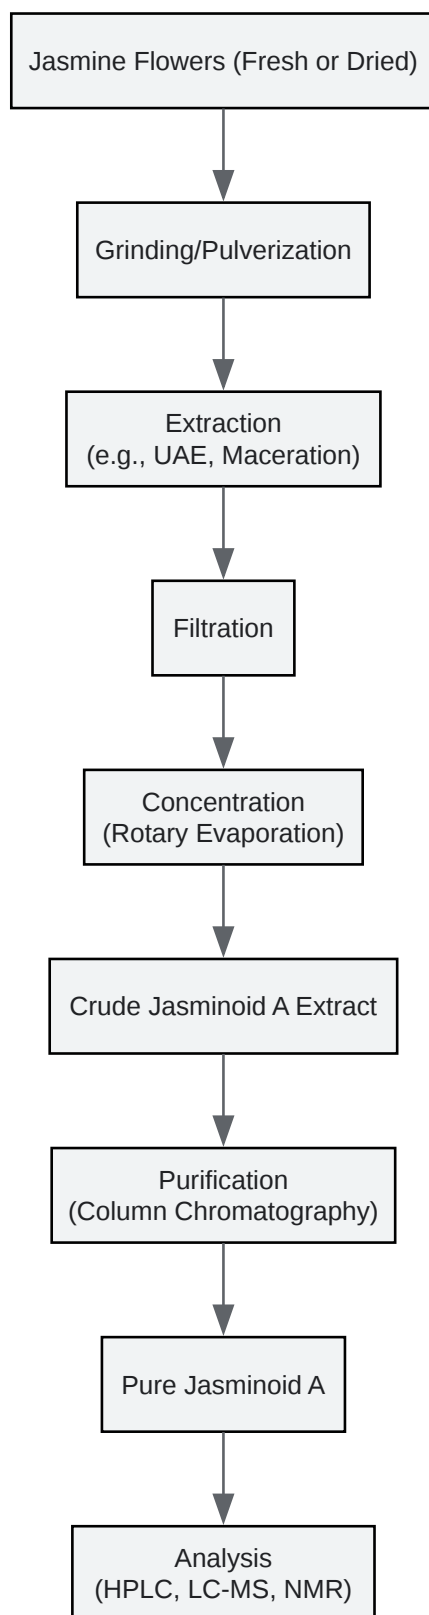 Jasmine Flowers (Fresh or Dried)
Grinding/Pulverization
Extraction
(e.g., UAE, Maceration)
Filtration
Concentration
(Rotary Evaporation)
Crude Jasminoid A Extract
Purification
(Column Chromatography)
Pure Jasminoid A
Analysis
(HPLC, LC-MS, NMR)